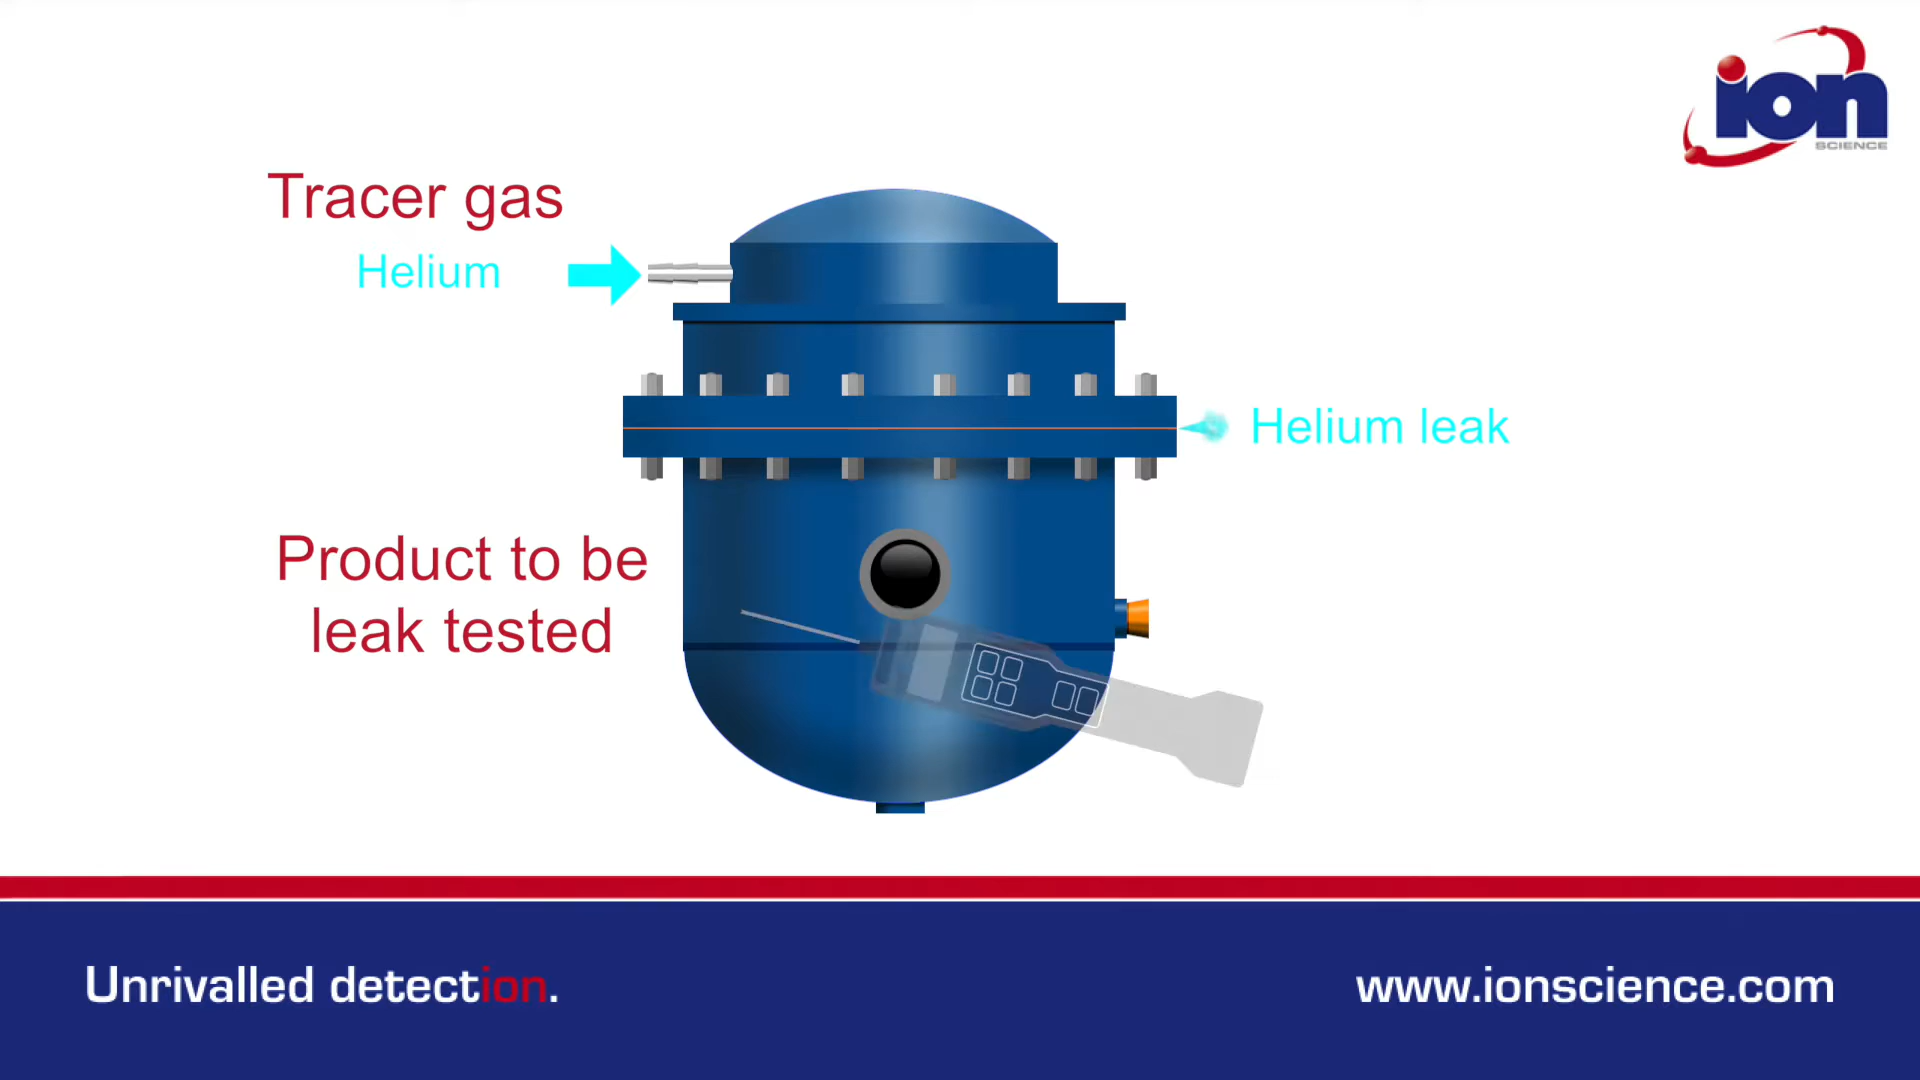 ion
SCIENCE
Tracer gas
Helium
Helium leak
Product to be
leak tested
Unrivalled detection.
www.ionscience.com